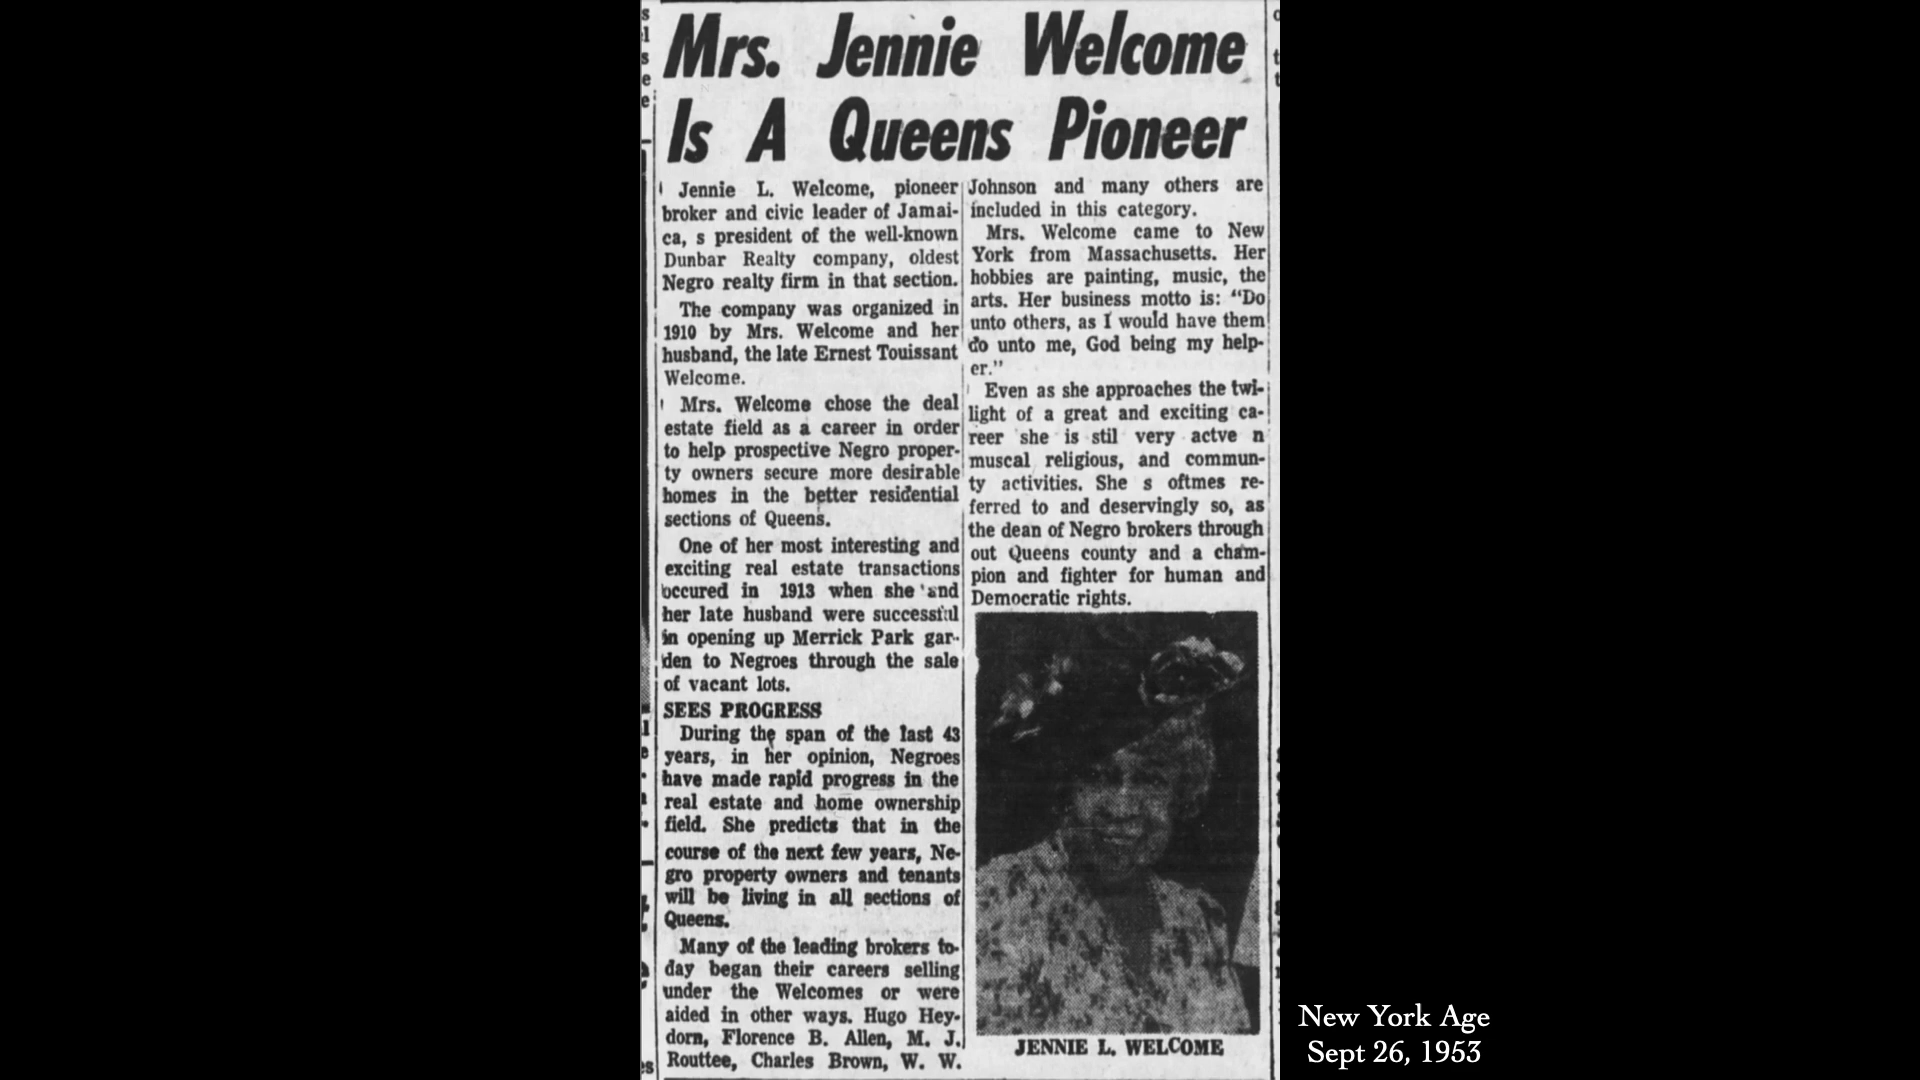 Mrs. Jennie Welcome
Is A Queens Pioneer
Jennie L. Welcome, pioneer
broker and civic leader of Jamai-
ca, s president of the well-known
Dunbar Realty company, oldest
Negro realty firm in that section.
The company was organized in
1910 by Mrs. Welcome and her
husband, the late Ernest Touissant
Welcome.
Mrs. Welcome chose the deal
estate field as a career in order
to help prospective Negro proper-
ty owners secure more desirable
homes in the better residential
sections of Queens.
One of her most interesting and
exciting real estate transactions
occured in 1913 when she and
her late husband were successful
in opening up Merrick Park gar-
den to Negroes through the sale
of vacant lots.
SEES PROGRESS
During the span of the last 43
years, in her opinion, Negroes
have made rapid progress in the
real estate and home ownership
field. She predicts that in the
course of the next few years, Ne-
gro property owners and tenants
will be living in all sections of
Queens.
Many of the leading brokers to-
day began their careers selling
under the Welcomes or were
aided in other ways. Hugo Hey-
dorn, Florence B. Allen, M. J.
Routtee, Charles Brown, W. W.
Johnson and many others are
included in this category.
Mrs. Welcome came to New
York from Massachusetts. Her
hobbies are painting, music, the
arts. Her business motto is: “Do
unto others, as I would have them
do unto me, God being my help-
er.”
Even as she approaches the twi-
light of a great and exciting ca-
reer she is stil very actve n
muscal religious, and commun-
ty activities. She s oftmes re-
ferred to and deservingly so, as
the dean of Negro brokers through
out Queens county and a cham-
pion and fighter for human and
Democratic rights.
JENNIE L. WELCOME
New York Age
Sept 26, 1953